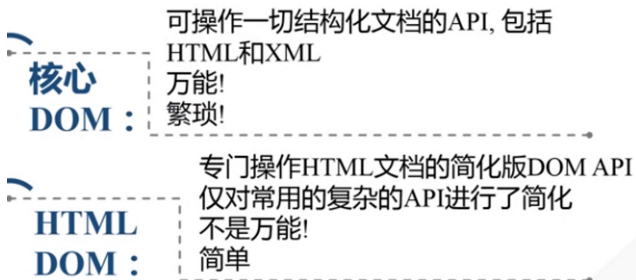 可操作一切结构化文档的API, 包括
HTML和XML
万能!
繁琐!
核心
DOM：
专门操作HTML文档的简化版DOM API
仅对常用的复杂的API进行了简化
不是万能!
简单
HTML
DOM：